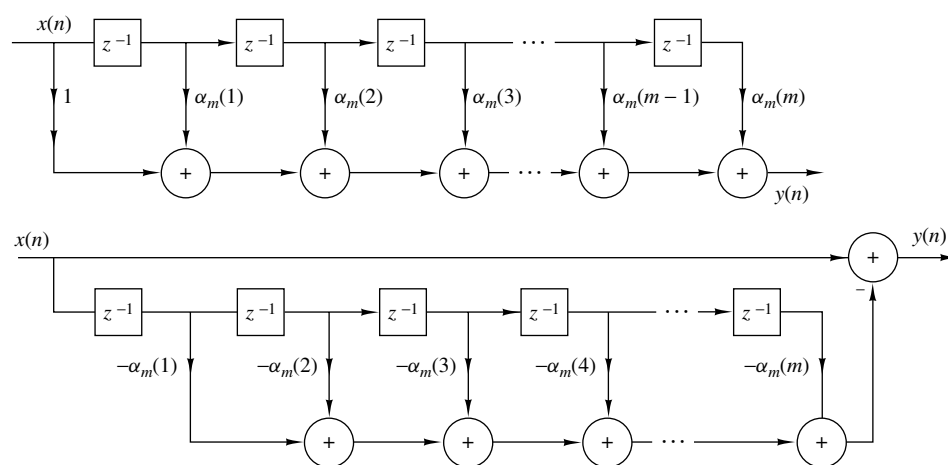 x(n)
z⁻¹ z⁻¹ z⁻¹ ··· z⁻¹
1 αₘ(1) αₘ(2) αₘ(3) αₘ(m − 1) αₘ(m)
+ + + ··· + +
y(n)
x(n) + y(n)
−
z⁻¹ z⁻¹ z⁻¹ z⁻¹ ··· z⁻¹
−αₘ(1) −αₘ(2) −αₘ(3) −αₘ(4) −αₘ(m)
+ + + ··· +